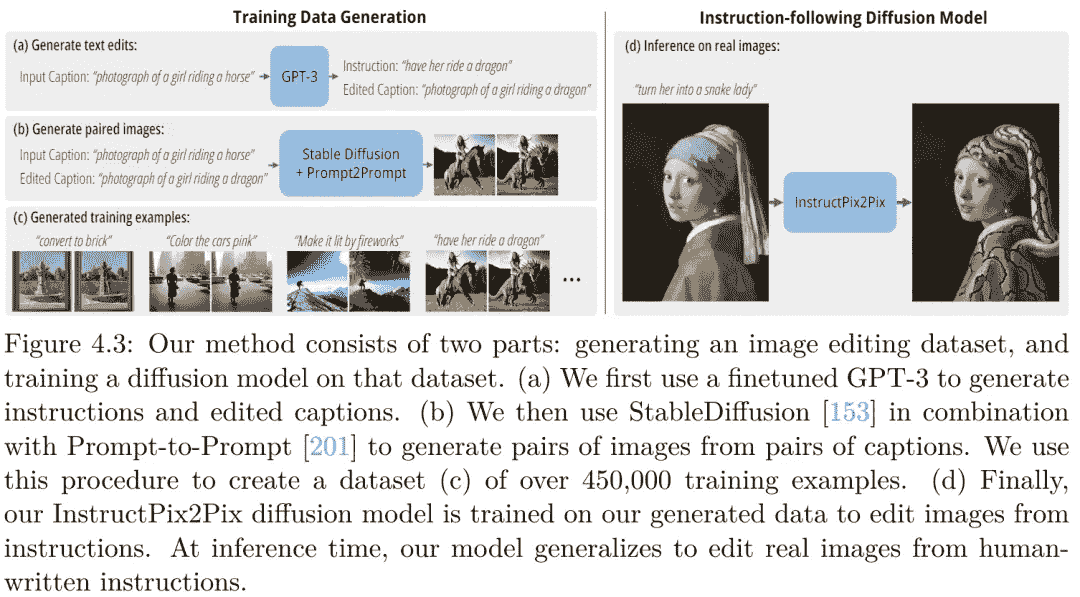 Training Data Generation
Instruction-following Diffusion Model
(a) Generate text edits:
Input Caption: "photograph of a girl riding a horse"
GPT-3
Instruction: "have her ride a dragon"
Edited Caption: "photograph of a girl riding a dragon"
(b) Generate paired images:
Input Caption: "photograph of a girl riding a horse"
Edited Caption: "photograph of a girl riding a dragon"
Stable Diffusion
+ Prompt2Prompt
(c) Generated training examples:
"convert to brick"
"Color the cars pink"
"Make it lit by fireworks"
"have her ride a dragon"
...
(d) Inference on real images:
"turn her into a snake lady"
InstructPix2Pix
Figure 4.3: Our method consists of two parts: generating an image editing dataset, and
training a diffusion model on that dataset. (a) We first use a finetuned GPT-3 to generate
instructions and edited captions. (b) We then use StableDiffusion [153] in combination
with Prompt-to-Prompt [201] to generate pairs of images from pairs of captions. We use
this procedure to create a dataset (c) of over 450,000 training examples. (d) Finally,
our InstructPix2Pix diffusion model is trained on our generated data to edit images from
instructions. At inference time, our model generalizes to edit real images from human-
written instructions.